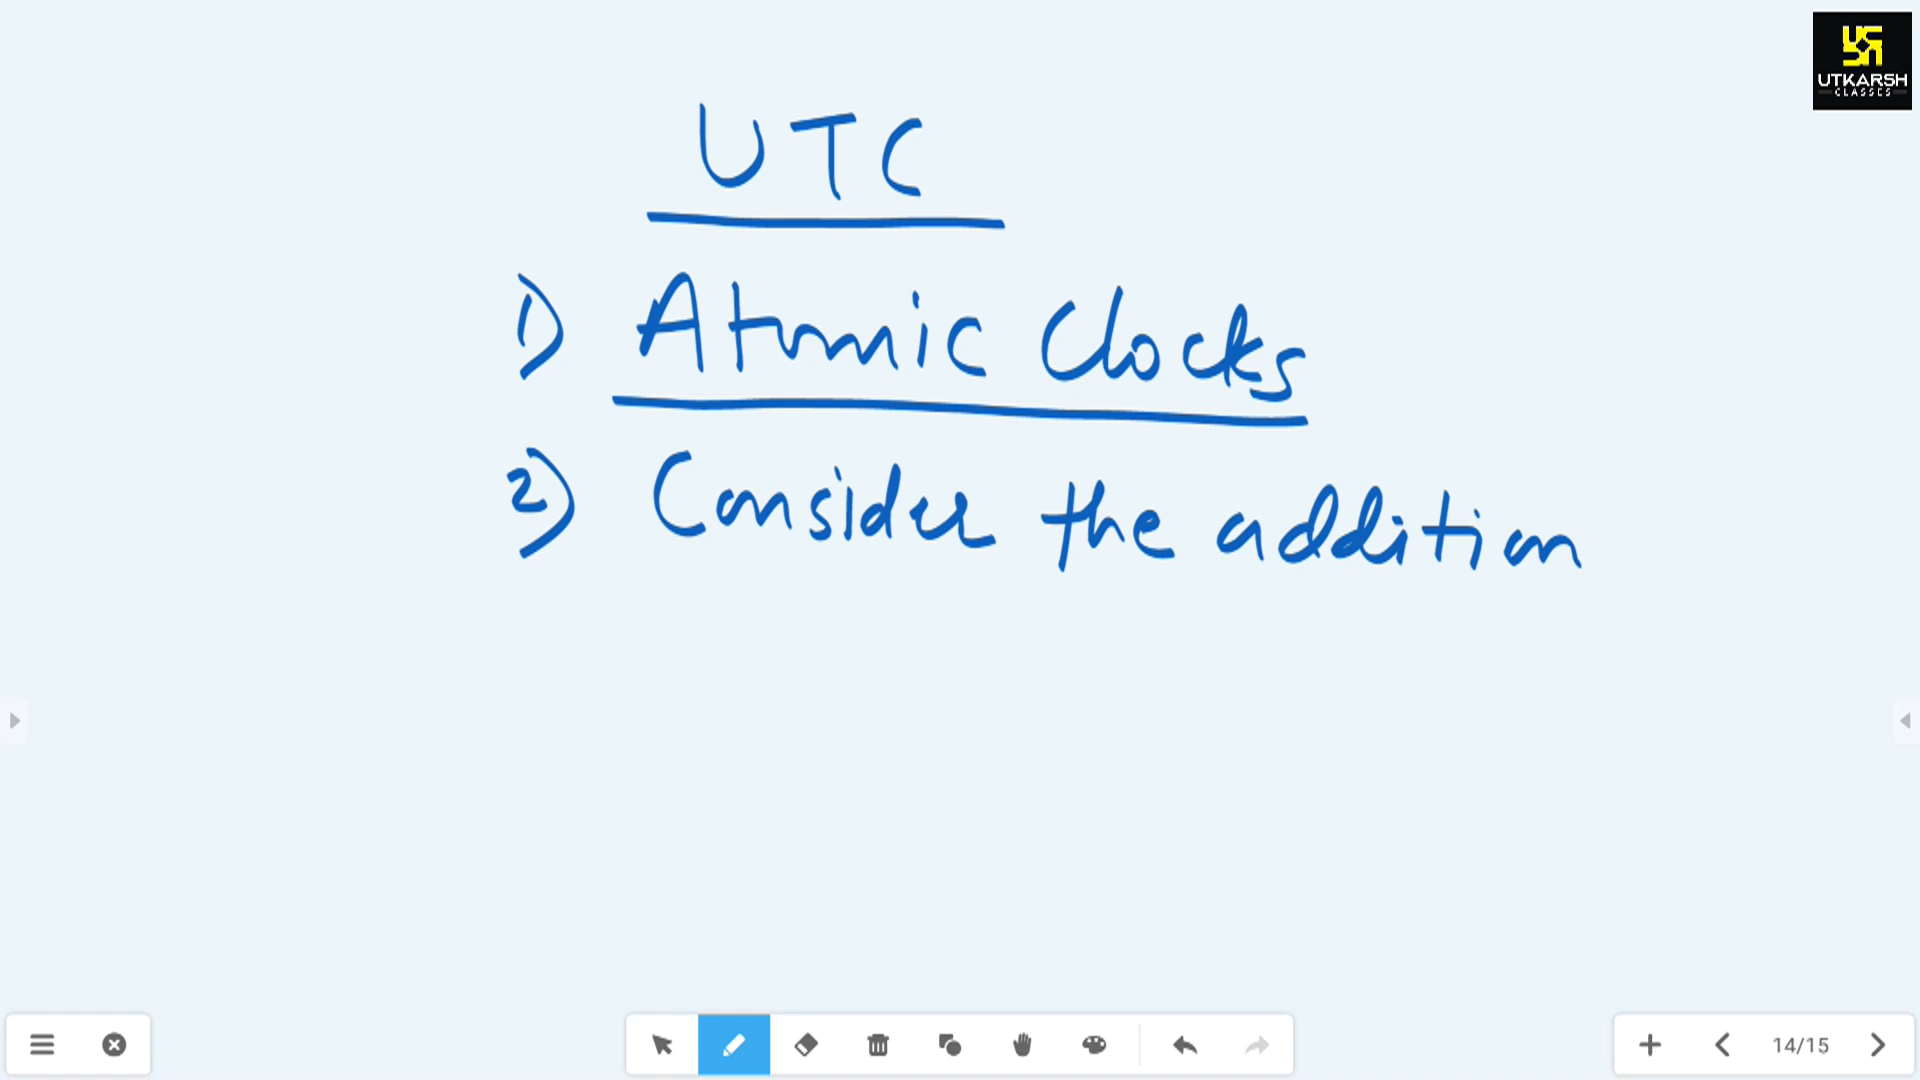 UTKARSH
CLASSES
UTC
1) Atomic Clocks
2) Consider the addition
14/15